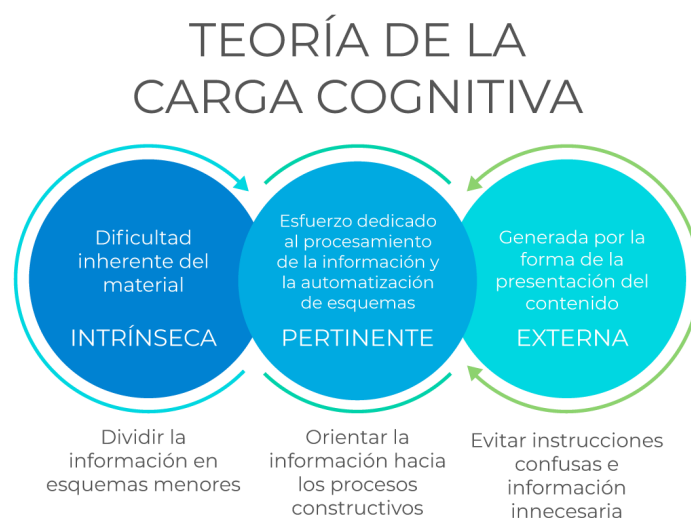 TEORÍA DE LA
CARGA COGNITIVA
Dificultad
inherente del
material
INTRÍNSECA
Esfuerzo dedicado
al procesamiento
de la información y
la automatización
de esquemas
PERTINENTE
Generada por la
forma de la
presentación del
contenido
EXTERNA
Dividir la
información en
esquemas menores
Orientar la
información hacia
los procesos
constructivos
Evitar instrucciones
confusas e
información
innecesaria